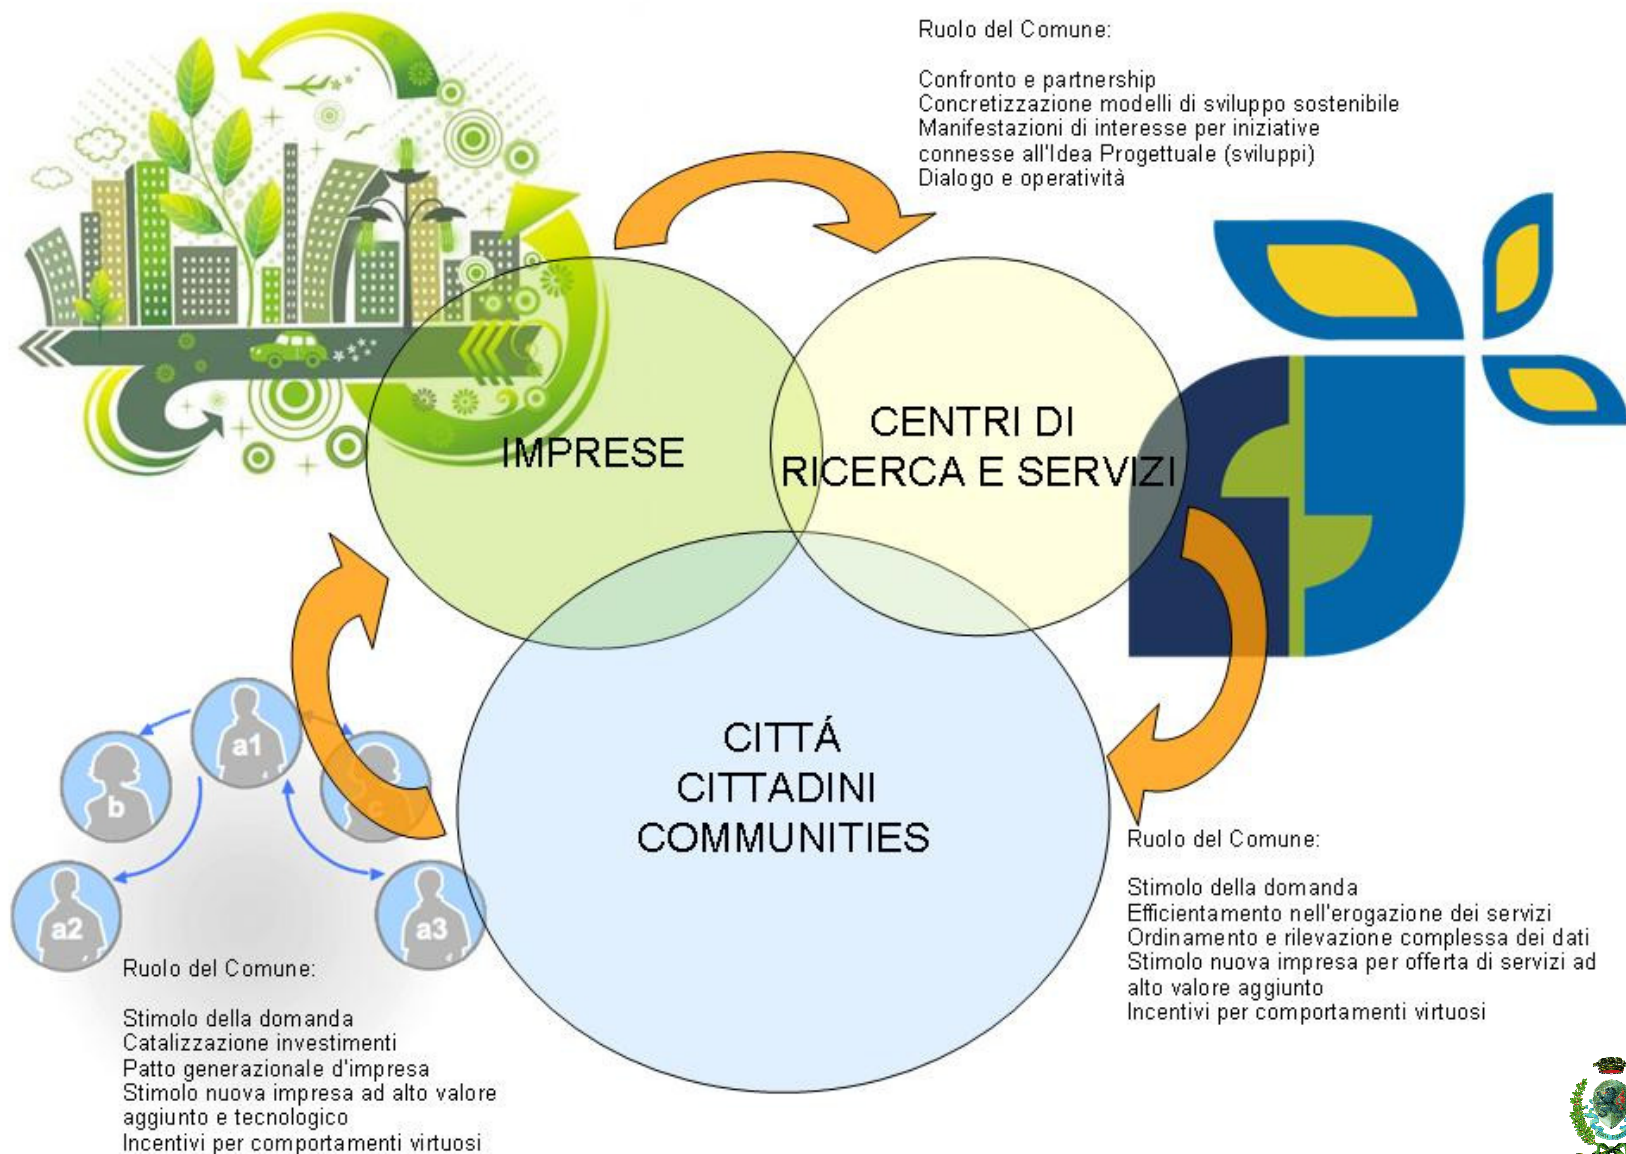 Ruolo del Comune:
Confronto e partnership
Concretizzazione modelli di sviluppo sostenibile
Manifestazioni di interesse per iniziative
connesse all'Idea Progettuale (sviluppi)
Dialogo e operatività
IMPRESE
CENTRI DI
RICERCA E SERVIZI
CITTÁ
CITTADINI
COMMUNITIES
a1
b
c
a2
a3
Ruolo del Comune:
Stimolo della domanda
Catalizzazione investimenti
Patto generazionale d'impresa
Stimolo nuova impresa ad alto valore
aggiunto e tecnologico
Incentivi per comportamenti virtuosi
Ruolo del Comune:
Stimolo della domanda
Efficientamento nell'erogazione dei servizi
Ordinamento e rilevazione complessa dei dati
Stimolo nuova impresa per offerta di servizi ad
alto valore aggiunto
Incentivi per comportamenti virtuosi